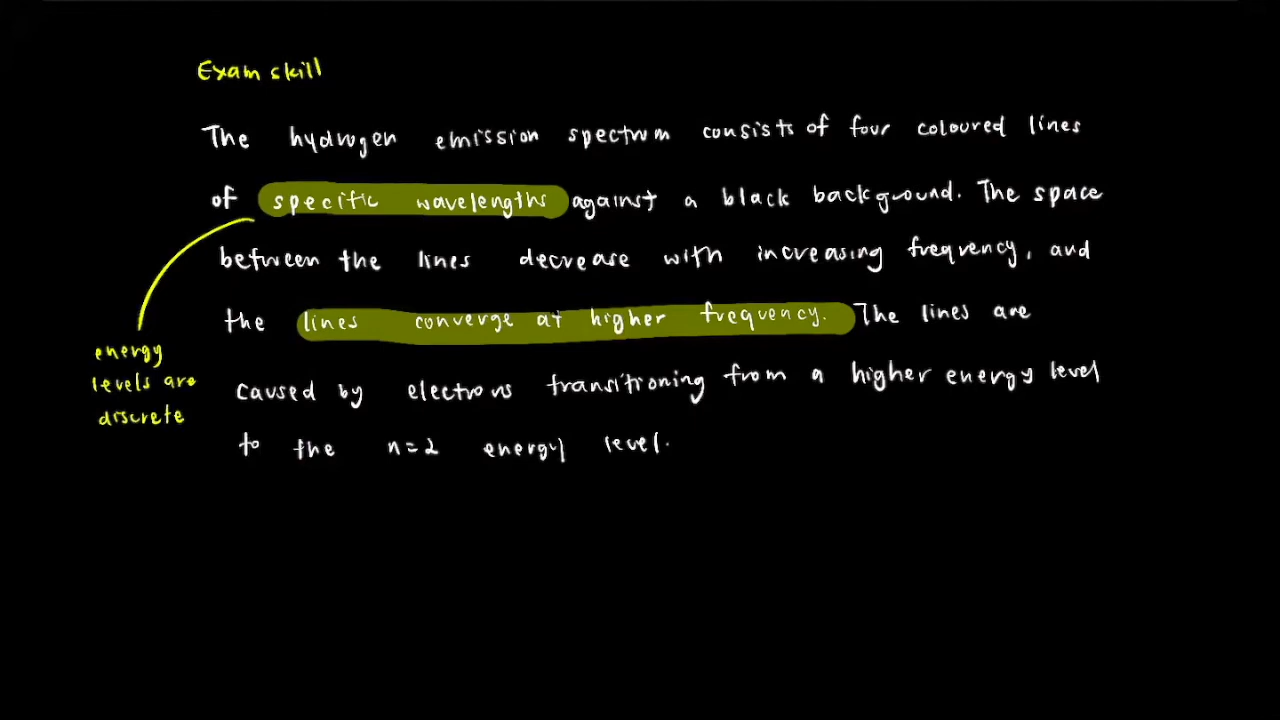 Exam skill
The hydrogen emission spectrum consists of four coloured lines
of specific wavelengths against a black background. The space
between the lines decrease with increasing frequency, and
the lines converge at higher frequency. The lines are
caused by electrons transitioning from a higher energy level
to the n=2 energy level.
energy
levels are
discrete